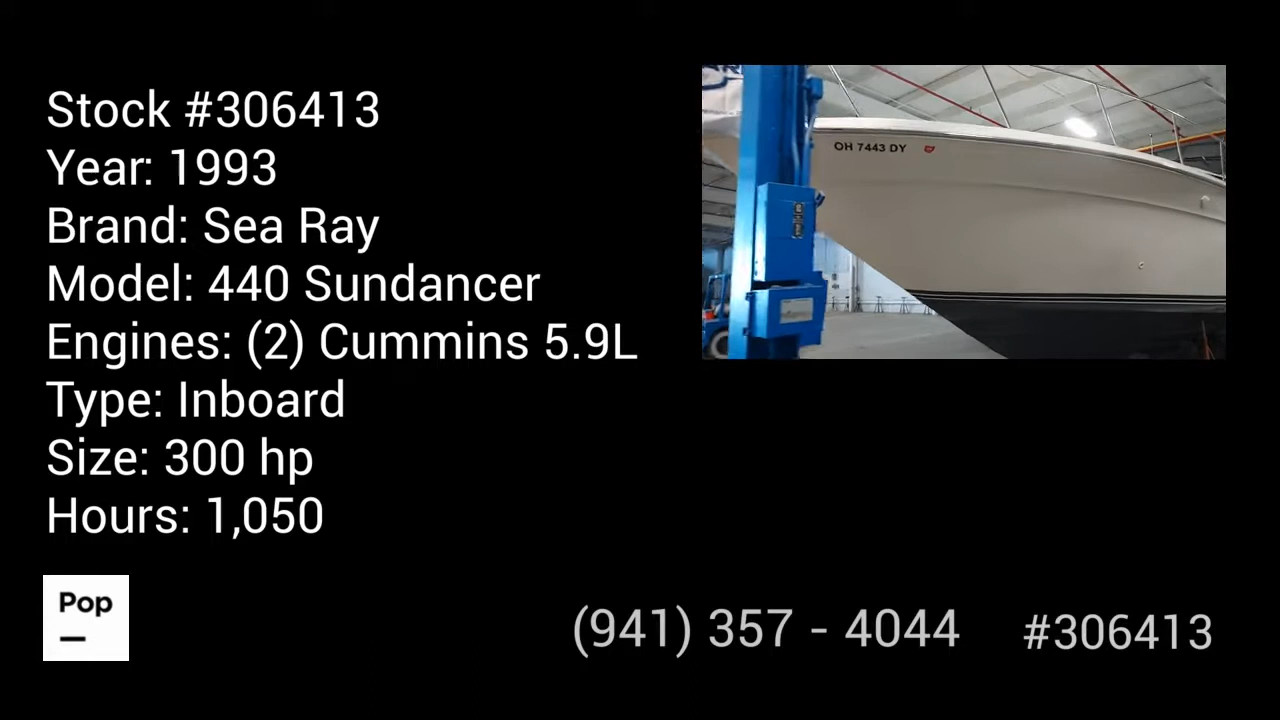 Stock #306413
Year: 1993
Brand: Sea Ray
Model: 440 Sundancer
Engines: (2) Cummins 5.9L
Type: Inboard
Size: 300 hp
Hours: 1,050
OH 7443 DY
Pop
(941) 357 - 4044
#306413